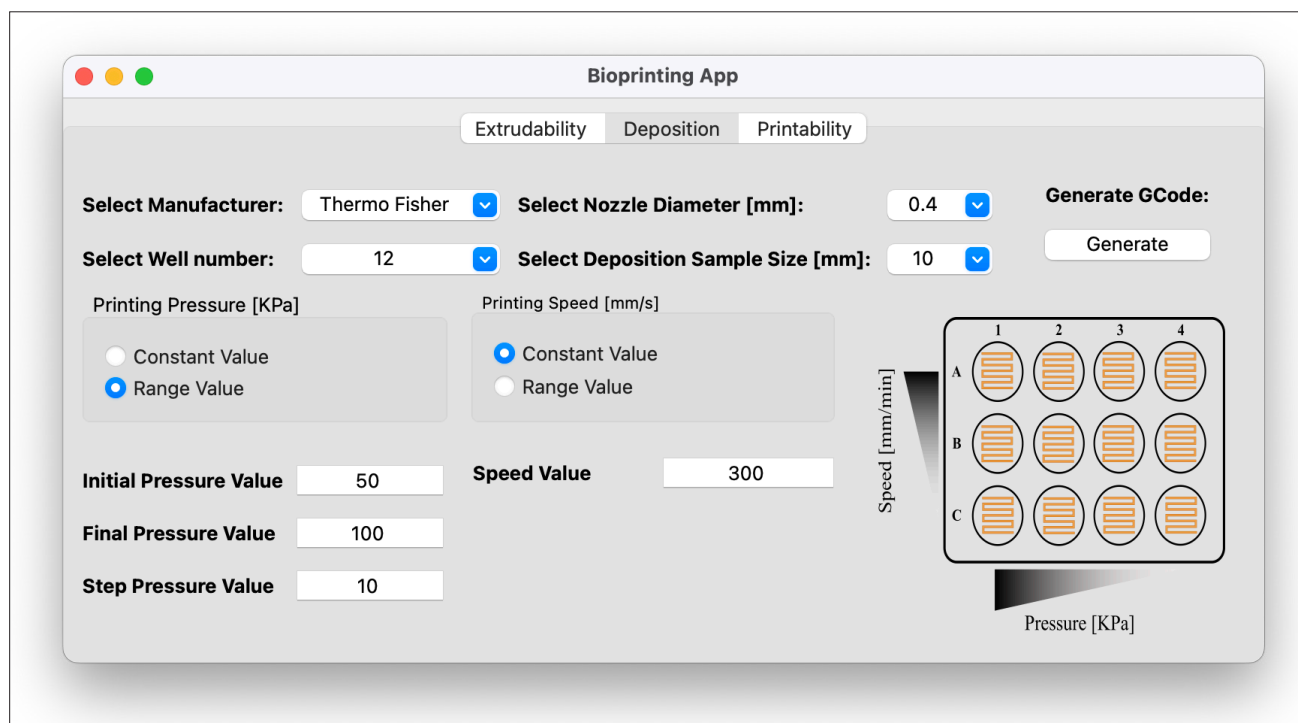 Bioprinting App
Extrudability Deposition Printability
Select Manufacturer: Thermo Fisher Select Nozzle Diameter [mm]: 0.4 Generate GCode:
Select Well number: 12 Select Deposition Sample Size [mm]: 10 Generate
Printing Pressure [KPa] Printing Speed [mm/s]
Constant Value Constant Value
Range Value Range Value
Initial Pressure Value 50 Speed Value 300
Final Pressure Value 100
Step Pressure Value 10
1 2 3 4
A
B
C
Speed [mm/min]
Pressure [KPa]